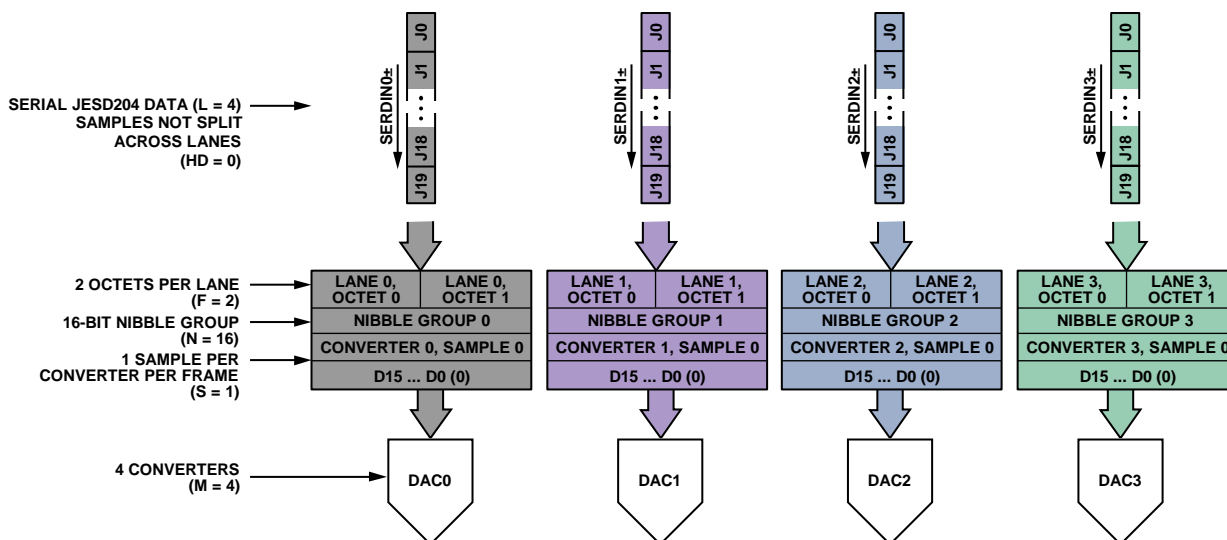 J0
J1
J18
J19
SERDIN0±
J0
J1
J18
J19
SERDIN1±
J0
J1
J18
J19
SERDIN2±
J0
J1
J18
J19
SERDIN3±
SERIAL JESD204 DATA (L = 4)
SAMPLES NOT SPLIT
ACROSS LANES
(HD = 0)
2 OCTETS PER LANE
(F = 2)
16-BIT NIBBLE GROUP
(N = 16)
1 SAMPLE PER
CONVERTER PER FRAME
(S = 1)
4 CONVERTERS
(M = 4)
LANE 0,
OCTET 0
LANE 0,
OCTET 1
NIBBLE GROUP 0
CONVERTER 0, SAMPLE 0
D15 ... D0 (0)
DAC0
LANE 1,
OCTET 0
LANE 1,
OCTET 1
NIBBLE GROUP 1
CONVERTER 1, SAMPLE 0
D15 ... D0 (0)
DAC1
LANE 2,
OCTET 0
LANE 2,
OCTET 1
NIBBLE GROUP 2
CONVERTER 2, SAMPLE 0
D15 ... D0 (0)
DAC2
LANE 3,
OCTET 0
LANE 3,
OCTET 1
NIBBLE GROUP 3
CONVERTER 3, SAMPLE 0
D15 ... D0 (0)
DAC3